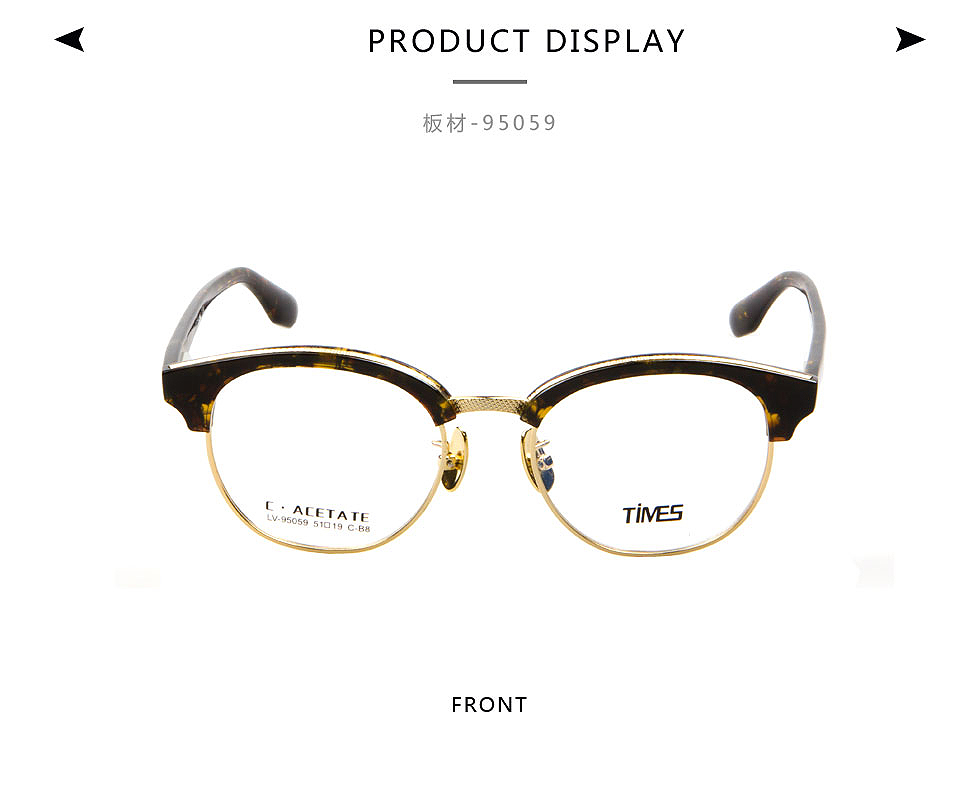 PRODUCT DISPLAY
板材-95059
C · ACETATE
LV-95059 51□19 C-B8
TiMES
FRONT